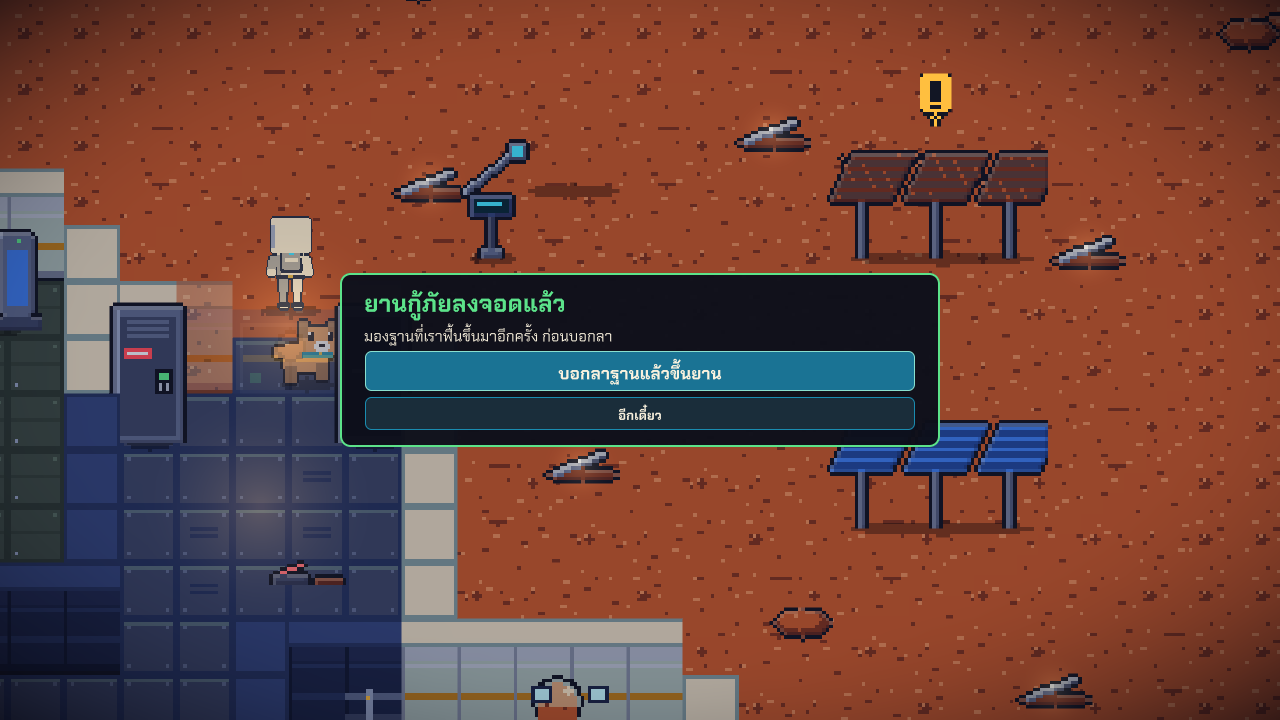 ยานกู้ภัยลงจอดแล้ว
มองฐานที่เราฟื้นขึ้นมาอีกครั้ง ก่อนบอกลา
บอกลาฐานแล้วขึ้นยาน
อีกเดี๋ยว